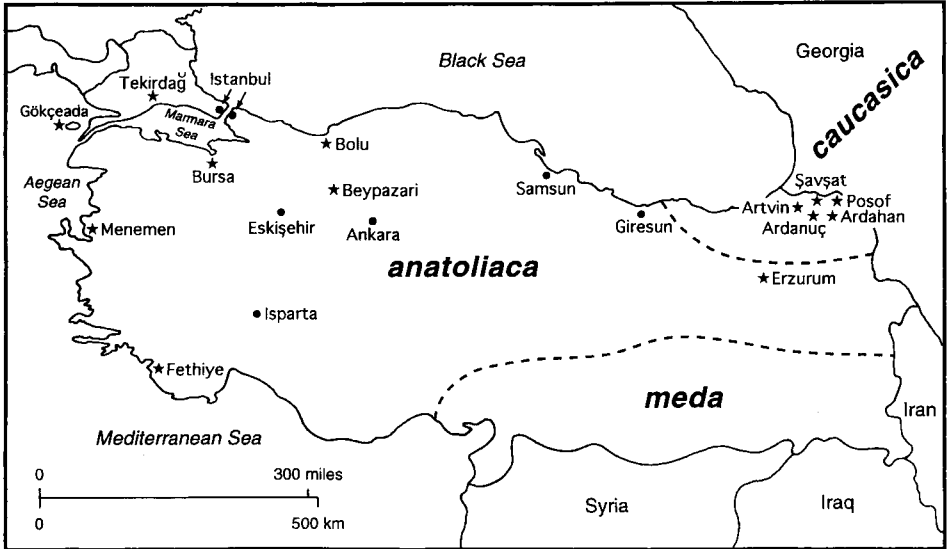 Black Sea
Georgia
caucasica
Tekirdağ
Istanbul
Gökçeada
Marmara
Sea
Bolu
Bursa
Aegean
Sea
Beypazari
Samsun
Şavşat
Artvin
Posof
Ardahan
Ardanuç
Menemen
Eskişehir
Ankara
Giresun
anatoliaca
Erzurum
Isparta
Fethiye
meda
Iran
Mediterranean Sea
0 300 miles
0 500 km
Syria
Iraq